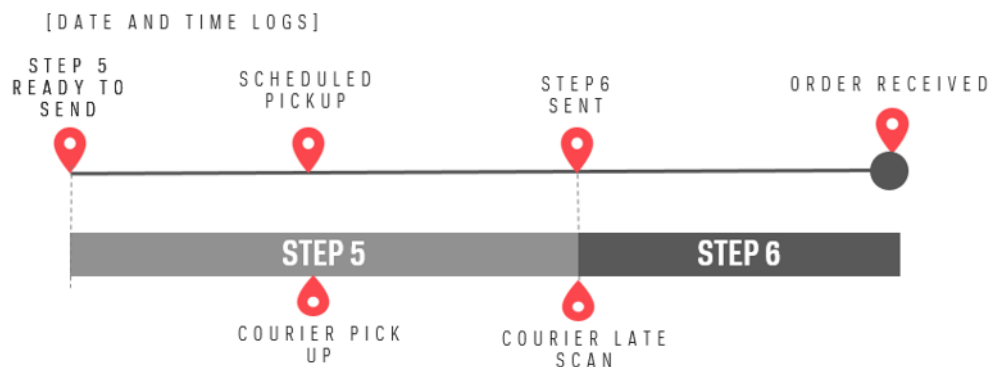 [DATE AND TIME LOGS]
STEP 5
READY TO
SEND
SCHEDULED
PICKUP
STEP6
SENT
ORDER RECEIVED
STEP 5
STEP 6
COURIER PICK
UP
COURIER LATE
SCAN